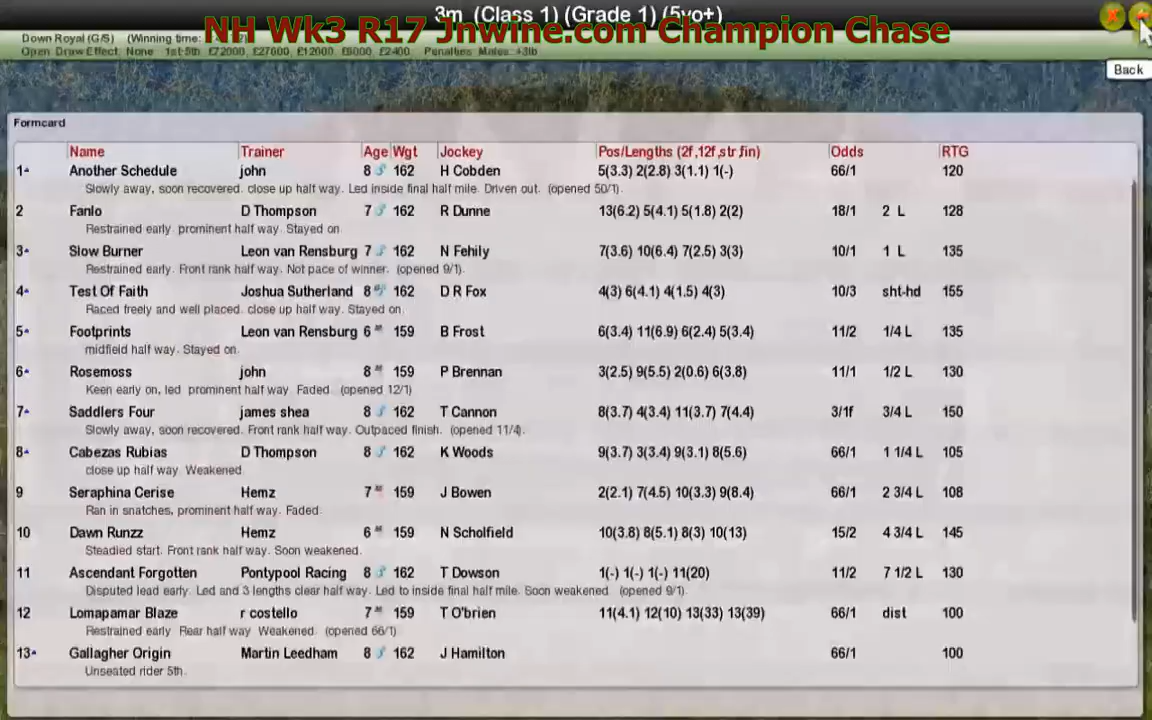 3m (Class 1) (Grade 1) (5yo+)
NH Wk3 R17 Jnwine.com Champion Chase
Down Royal (G/S) (Winning time:
Open Draw Effect: None 1st-5th £72000, £27000, £12000, £6000, £2400 Penalties Mares -3lb
Back
Formcard
Name Trainer Age Wgt Jockey Pos/Lengths (2f,12f,str fin) Odds RTG
1 Another Schedule john 8 162 H Cobden 5(3.3) 2(2.8) 3(1.1) 1(-) 66/1 120
Slowly away, soon recovered. close up half way. Led inside final half mile. Driven out. (opened 50/1).
2 Fanlo D Thompson 7 162 R Dunne 13(6.2) 5(4.1) 5(1.8) 2(2) 18/1 2 L 128
Restrained early. prominent half way. Stayed on.
3 Slow Burner Leon van Rensburg 7 162 N Fehily 7(3.6) 10(6.4) 7(2.5) 3(3) 10/1 1 L 135
Restrained early. Front rank half way. Not pace of winner. (opened 9/1).
4 Test Of Faith Joshua Sutherland 8 162 D R Fox 4(3) 6(4.1) 4(1.5) 4(3) 10/3 sht-hd 155
Raced freely and well placed. close up half way. Stayed on.
5 Footprints Leon van Rensburg 6 159 B Frost 6(3.4) 11(6.9) 6(2.4) 5(3.4) 11/2 1/4 L 135
midfield half way. Stayed on.
6 Rosemoss john 8 159 P Brennan 3(2.5) 9(5.5) 2(0.6) 6(3.8) 11/1 1/2 L 130
Keen early on, led. prominent half way. Faded. (opened 12/1)
7 Saddlers Four james shea 8 162 T Cannon 8(3.7) 4(3.4) 11(3.7) 7(4.4) 3/1f 3/4 L 150
Slowly away, soon recovered. Front rank half way. Outpaced finish. (opened 11/4).
8 Cabezas Rubias D Thompson 8 162 K Woods 9(3.7) 3(3.4) 9(3.1) 8(5.6) 66/1 1 1/4 L 105
close up half way. Weakened.
9 Seraphina Cerise Hemz 7 159 J Bowen 2(2.1) 7(4.5) 10(3.3) 9(8.4) 66/1 2 3/4 L 108
Ran in snatches, prominent half way. Faded.
10 Dawn Runzz Hemz 6 159 N Scholfield 10(3.8) 8(5.1) 8(3) 10(13) 15/2 4 3/4 L 145
Steadied start. Front rank half way. Soon weakened.
11 Ascendant Forgotten Pontypool Racing 8 162 T Dowson 1(-) 1(-) 1(-) 11(20) 11/2 7 1/2 L 130
Disputed lead early. Led and 3 lengths clear half way. Led to inside final half mile. Soon weakened. (opened 9/1).
12 Lomapamar Blaze r costello 7 159 T O'brien 11(4.1) 12(10) 13(33) 13(39) 66/1 dist 100
Restrained early. Rear half way. Weakened. (opened 66/1)
13 Gallagher Origin Martin Leedham 8 162 J Hamilton 66/1 100
Unseated rider 5th.